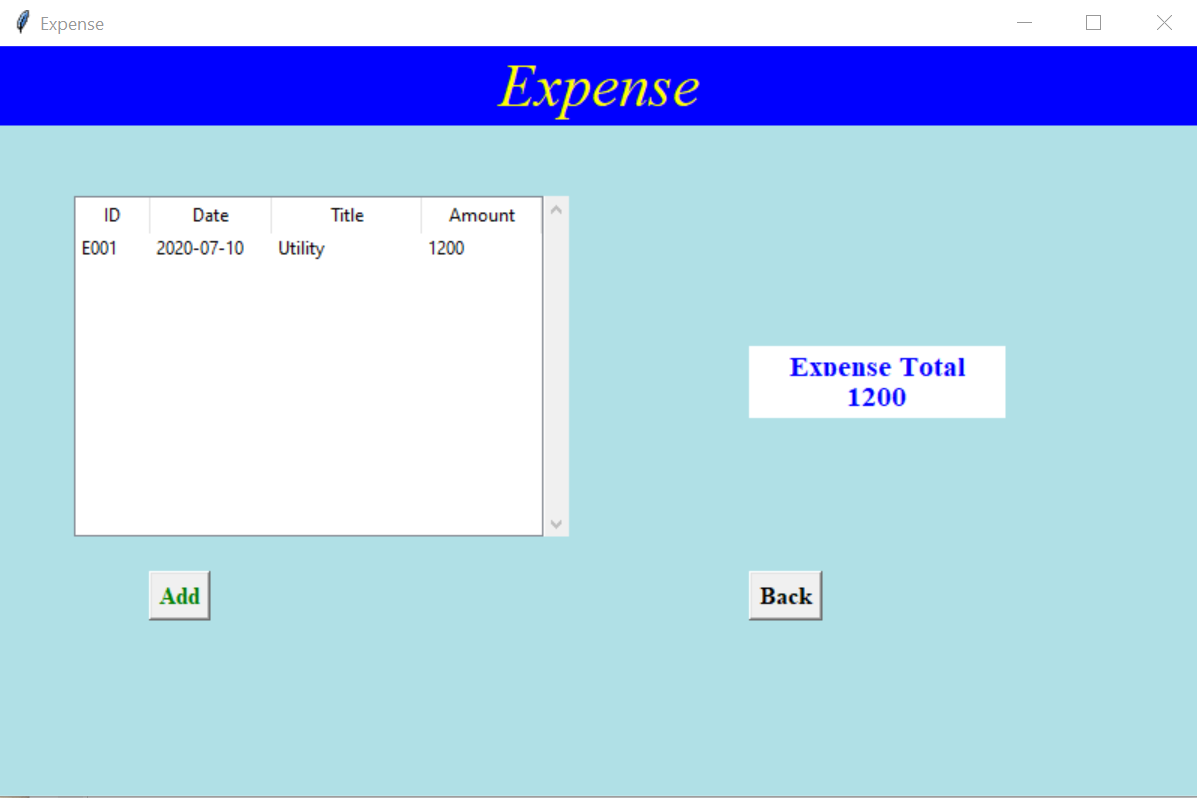 Expense
Expense
ID Date Title Amount
E001 2020-07-10 Utility 1200
Expense Total
1200
Add
Back